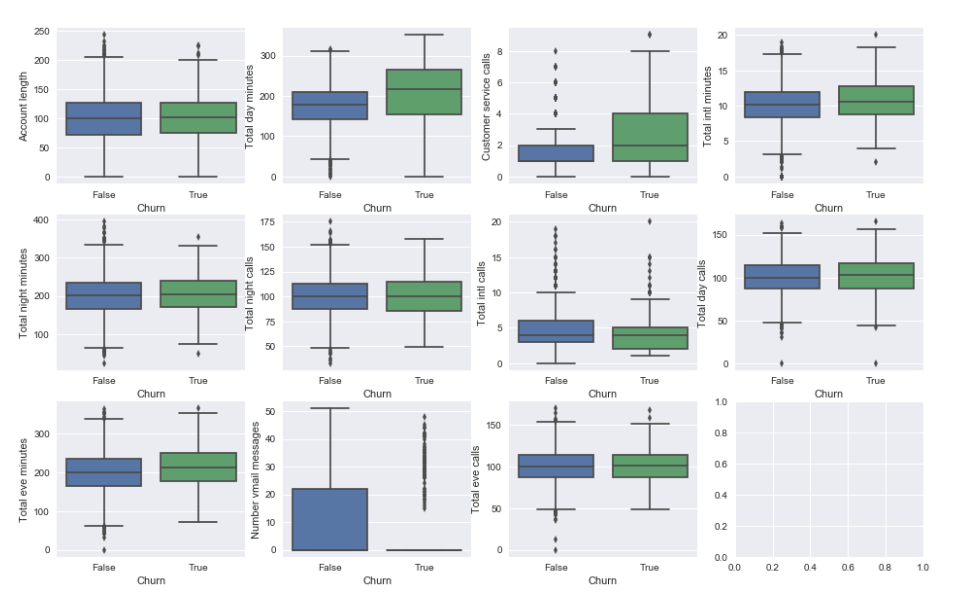 Account length
250
200
150
100
50
0
False
True
Churn
Total day minutes
300
200
100
0
False
True
Churn
Customer service calls
8
6
4
2
0
False
True
Churn
Total intl minutes
20
15
10
5
0
False
True
Churn
Total night minutes
400
300
200
100
False
True
Churn
Total night calls
175
150
125
100
75
50
False
True
Churn
Total intl calls
20
15
10
5
0
False
True
Churn
Total day calls
150
100
50
0
False
True
Churn
Total eve minutes
300
200
100
0
False
True
Churn
Number vmail messages
50
40
30
20
10
0
False
True
Churn
Total eve calls
150
100
50
0
False
True
Churn
1.0
0.8
0.6
0.4
0.2
0.0
0.0 0.2 0.4 0.6 0.8 1.0